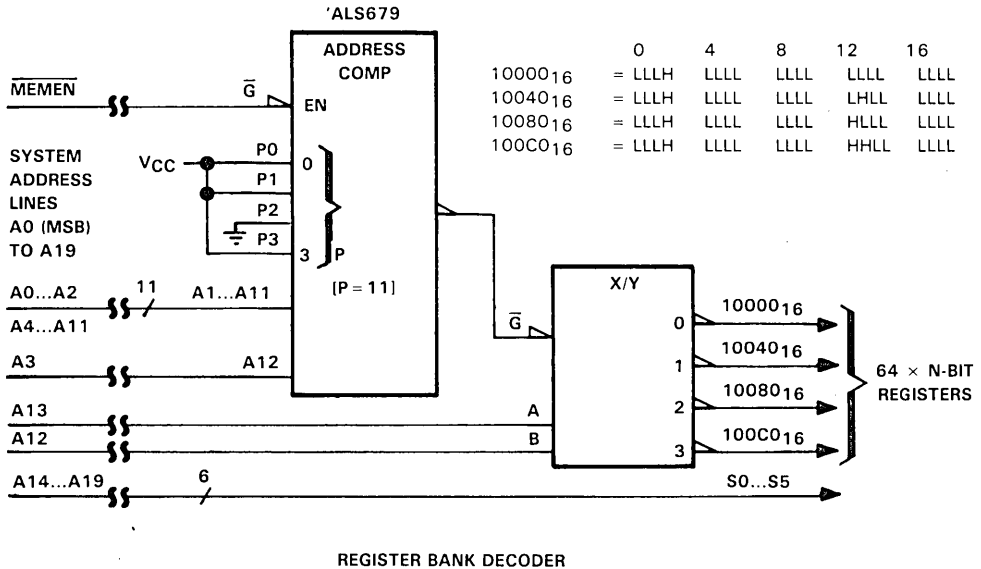 'ALS679
ADDRESS
COMP
MEMEN
G
EN
SYSTEM
ADDRESS
LINES
A0 (MSB)
TO A19
VCC
P0
P1
P2
P3
0
3
P
[P = 11]
A0...A2
11
A1...A11
A4...A11
A3
A12
A13
A
A12
B
A14...A19
6
S0...S5
0 4 8 12 16
10000₁₆ = LLLH LLLL LLLL LLLL LLLL
10040₁₆ = LLLH LLLL LLLL LHLL LLLL
10080₁₆ = LLLH LLLL LLLL HLLL LLLL
100C0₁₆ = LLLH LLLL LLLL HHLL LLLL
X/Y
G
0
10000₁₆
1
10040₁₆
2
10080₁₆
3
100C0₁₆
64 × N-BIT
REGISTERS
REGISTER BANK DECODER